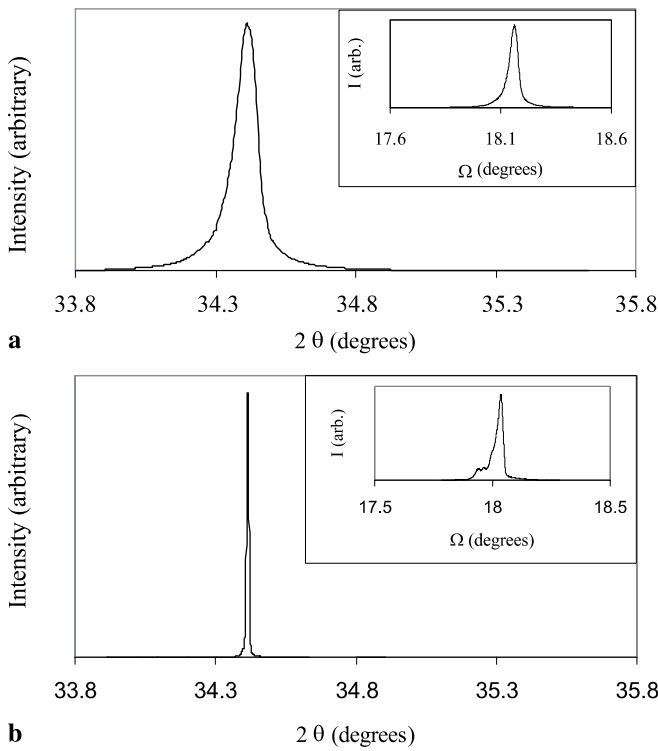 Intensity (arbitrary)
I (arb.)
17.6 18.1 18.6
Ω (degrees)
33.8 34.3 34.8 35.3 35.8
a
2 θ (degrees)
Intensity (arbitrary)
I (arb.)
17.5 18 18.5
Ω (degrees)
33.8 34.3 34.8 35.3 35.8
b
2 θ (degrees)